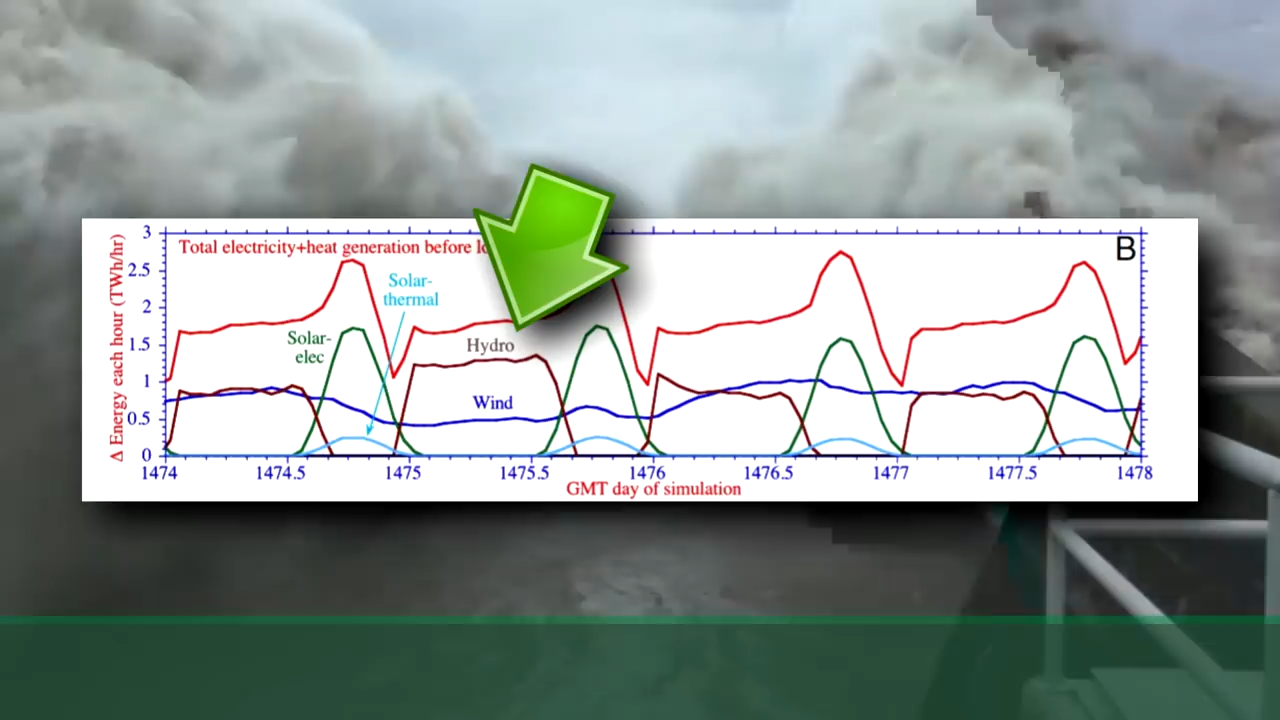 3
Total electricity+heat generation before
B
2.5
Solar-
thermal
2
Solar-
elec
1.5
Hydro
1
Wind
0.5
0
1474
1474.5
1475
1475.5
1476
1476.5
1477
1477.5
1478
GMT day of simulation
Δ Energy each hour (TWh/hr)